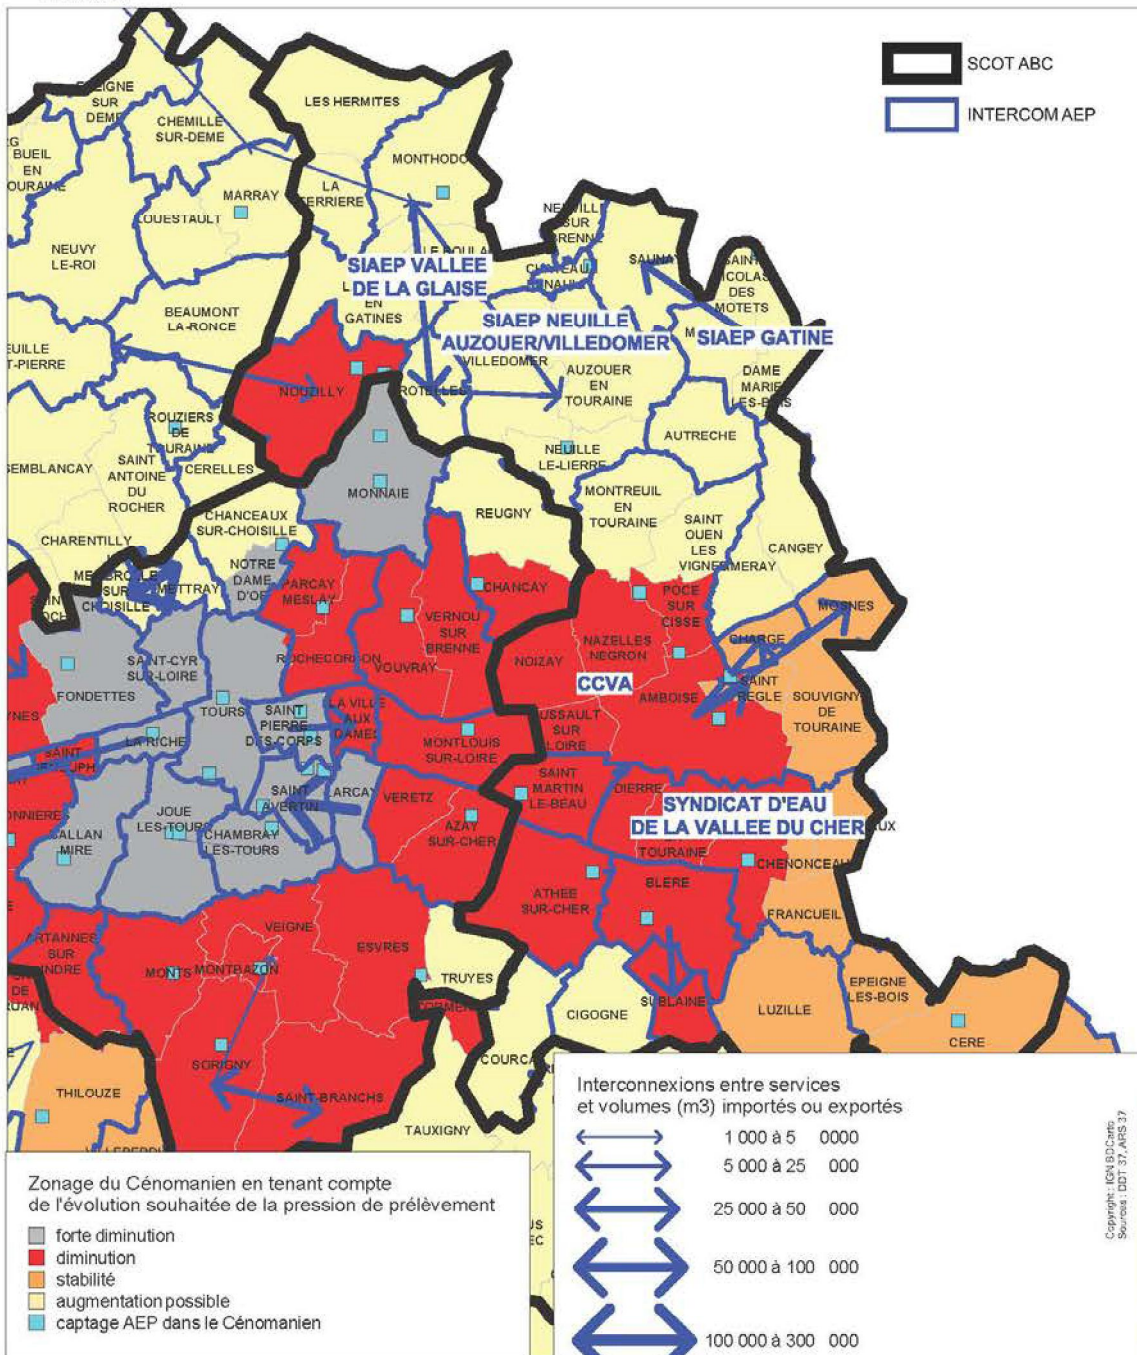 SCOT ABC
INTERCOM AEP
SUR
DEME
CHEMILLE
SUR-DEME
LES HERMITES
BUEIL
EN
MONTHODO
LA
MARRAY
NEUVY
LE-ROI
SUR
SAUNAY
SIAEP VALLEE
DE LA GLAISE
EN
GATINES
DES
MOTETS
BEAUMONT
LA-RONCE
SIAEP NEUILLE
AUZOUER/VILLEDOMER
SIAEP GATINE
VILLEDOMER
AUZOUER
EN
TOURAINE
DAME
MARIE
LES-BOIS
NOUZILLY
ROUZIERS
DE
TOURAINE
CERELLES
AUTRECHE
SEMBLANCAY
SAINT
ANTOINE
DU
ROCHER
NEUILLE
LE-LIERRE
MONNAIE
REUGNY
MONTREUIL
EN
TOURAINE
CHANCEAUX
SUR-CHOISILLE
SAINT
OUEN
LES
VIGNES
MERAY
CANGEY
CHARENTILLY
METTRAY
SUR
CHOISILLE
NOTRE
DAME
D'OE
PARCAY
MESLAY
CHANCAY
POCE
SUR
CISSE
MOSNES
VERNOU
SUR
BRENNE
NAZELLES
NEGRON
CHARGE
SAINT-CYR
SUR-LOIRE
ROCHECORBON
VOUVRAY
NOIZAY
CCVA
AMBOISE
SAINT
REGLE
SOUVIGNY
DE
TOURAINE
FONDETTES
TOURS
SAINT
PIERRE
DES-CORPS
LA VILLE
AUX
DAMES
MONTLOUIS
SUR-LOIRE
SUR
LOIRE
LA RICHE
SAINT
SAINT
MARTIN
LE-BEAU
DIERRE
SYNDICAT D'EAU
DE LA VALLEE DU CHER
SAINT
AVERTIN
VERETZ
AZAY
SUR-CHER
JOUE
LES-TOURS
CHAMBRAY
LES-TOURS
MIRE
TOURAINE
CHENONCEAU
ATHEE
SUR-CHER
BLERE
FRANCUEIL
VEIGNE
ESVRES
SUR
MONTS
MONTBAZON
TRUYES
DE
SUBLAINE
CIGOGNE
LUZILLE
EPEIGNE
LES-BOIS
CERE
SORIGNY
SAINT-BRANCHS
THILOUZE
TAUXIGNY
Zonage du Cénomanien en tenant compte
de l'évolution souhaitée de la pression de prélèvement
forte diminution
diminution
stabilité
augmentation possible
captage AEP dans le Cénomanien
Interconnexions entre services
et volumes (m3) importés ou exportés
1 000 à 5 0000
5 000 à 25 000
25 000 à 50 000
50 000 à 100 000
100 000 à 300 000
Copyright : IGN BDCarto
Sources : DDT 37, ARS 37